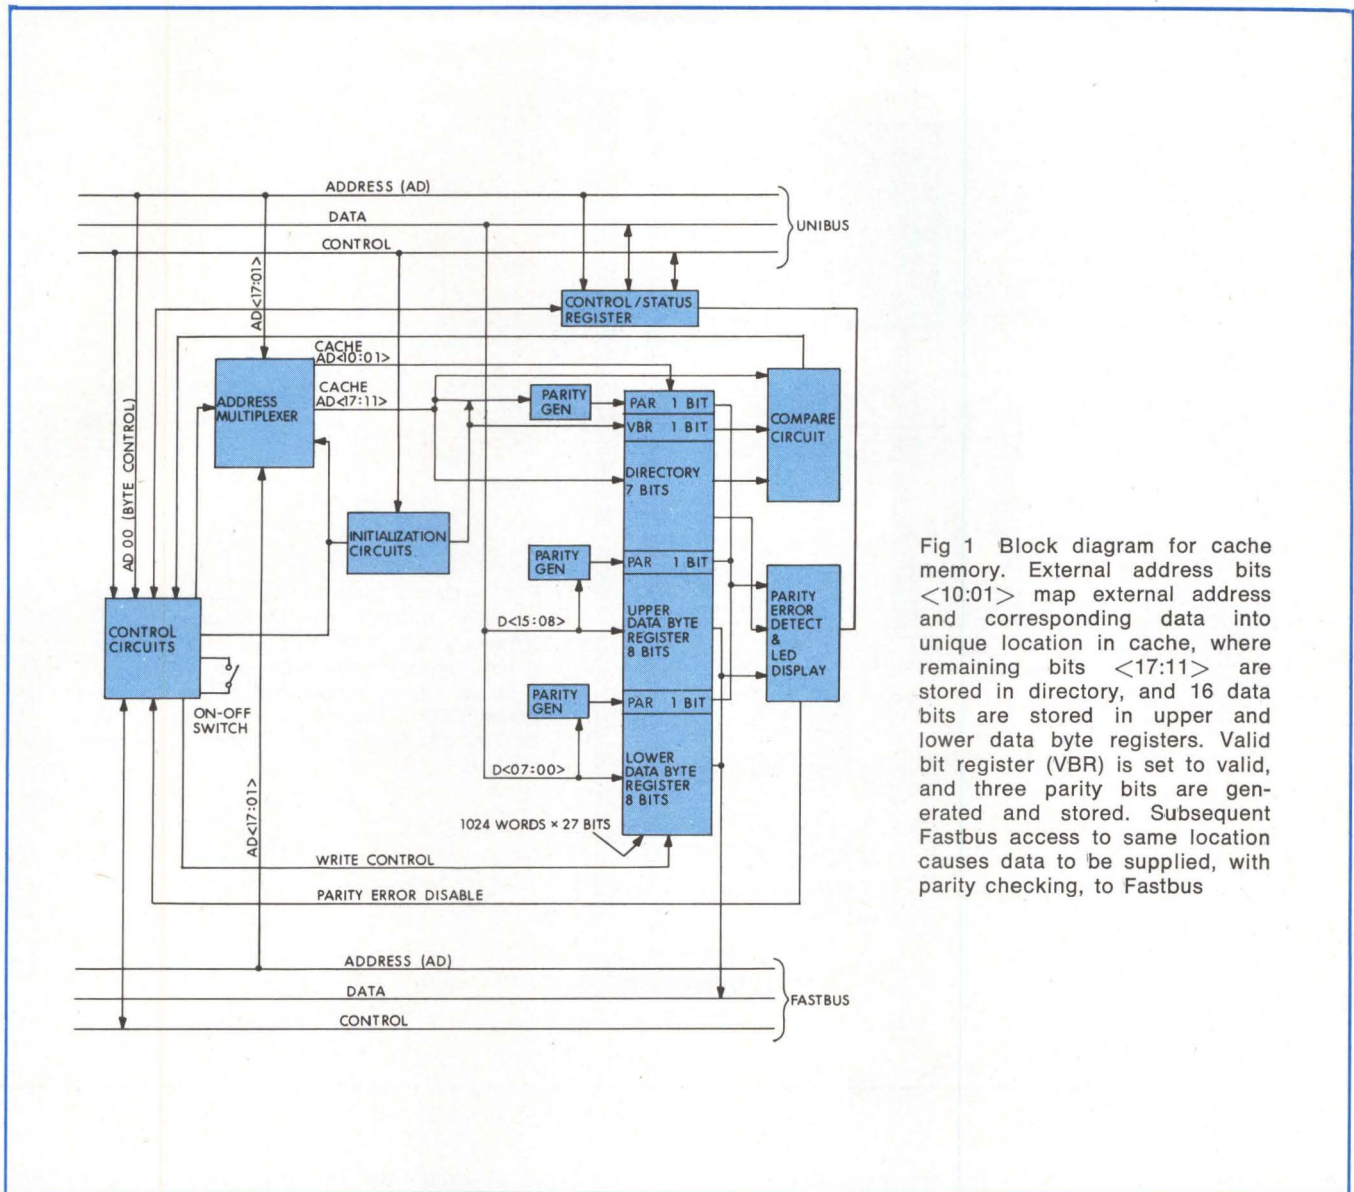 ADDRESS (AD)
DATA
CONTROL
UNIBUS
AD<17:01>
CONTROL/STATUS
REGISTER
CACHE
AD<10:01>
CACHE
AD<17:11>
ADDRESS
MULTIPLEXER
AD 00 (BYTE CONTROL)
PARITY
GEN
PAR 1 BIT
VBR 1 BIT
DIRECTORY
7 BITS
COMPARE
CIRCUIT
INITIALIZATION
CIRCUITS
PARITY
GEN
PAR 1 BIT
D<15:08>
UPPER
DATA BYTE
REGISTER
8 BITS
PARITY
ERROR
DETECT
&
LED
DISPLAY
CONTROL
CIRCUITS
ON-OFF
SWITCH
PARITY
GEN
PAR 1 BIT
D<07:00>
LOWER
DATA BYTE
REGISTER
8 BITS
1024 WORDS × 27 BITS
AD<17:01>
WRITE CONTROL
PARITY ERROR DISABLE
ADDRESS (AD)
DATA
CONTROL
FASTBUS
Fig 1 Block diagram for cache
memory. External address bits
<10:01> map external address
and corresponding data into
unique location in cache, where
remaining bits <17:11> are
stored in directory, and 16 data
bits are stored in upper and
lower data byte registers. Valid
bit register (VBR) is set to valid,
and three parity bits are gen-
erated and stored. Subsequent
Fastbus access to same location
causes data to be supplied, with
parity checking, to Fastbus